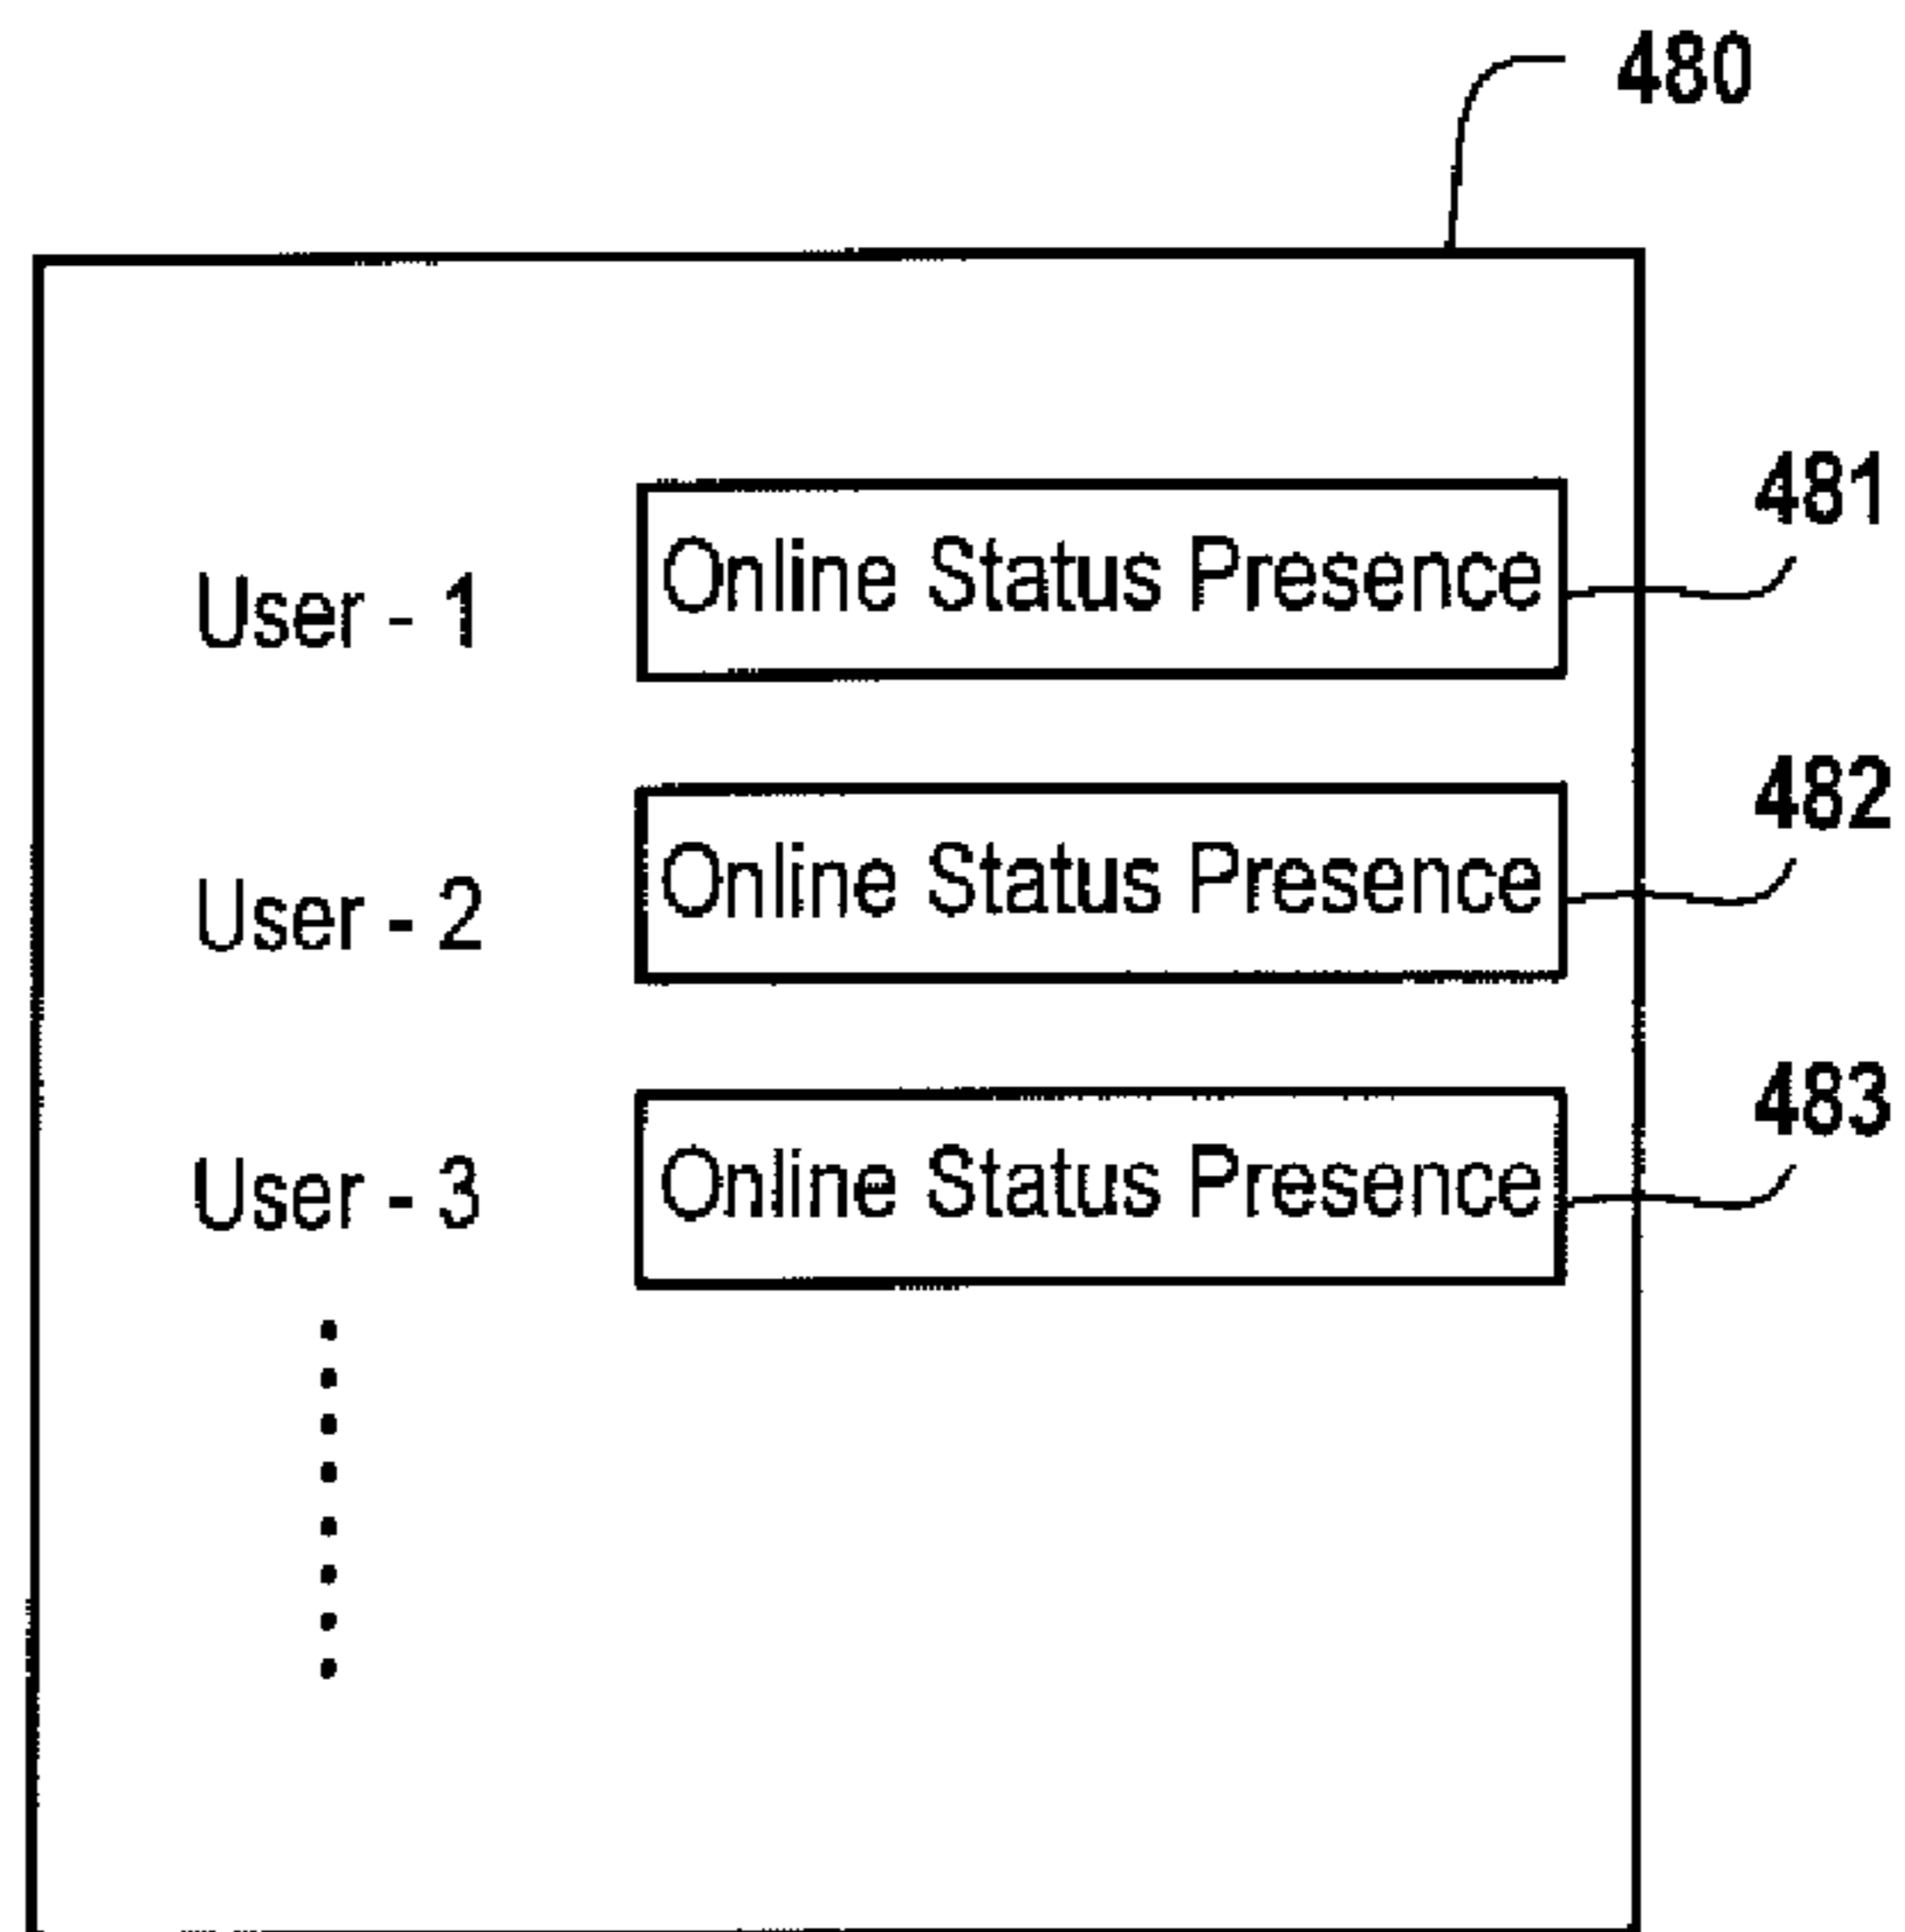 480
481
User - 1 Online Status Presence
482
User - 2 Online Status Presence
483
User - 3 Online Status Presence